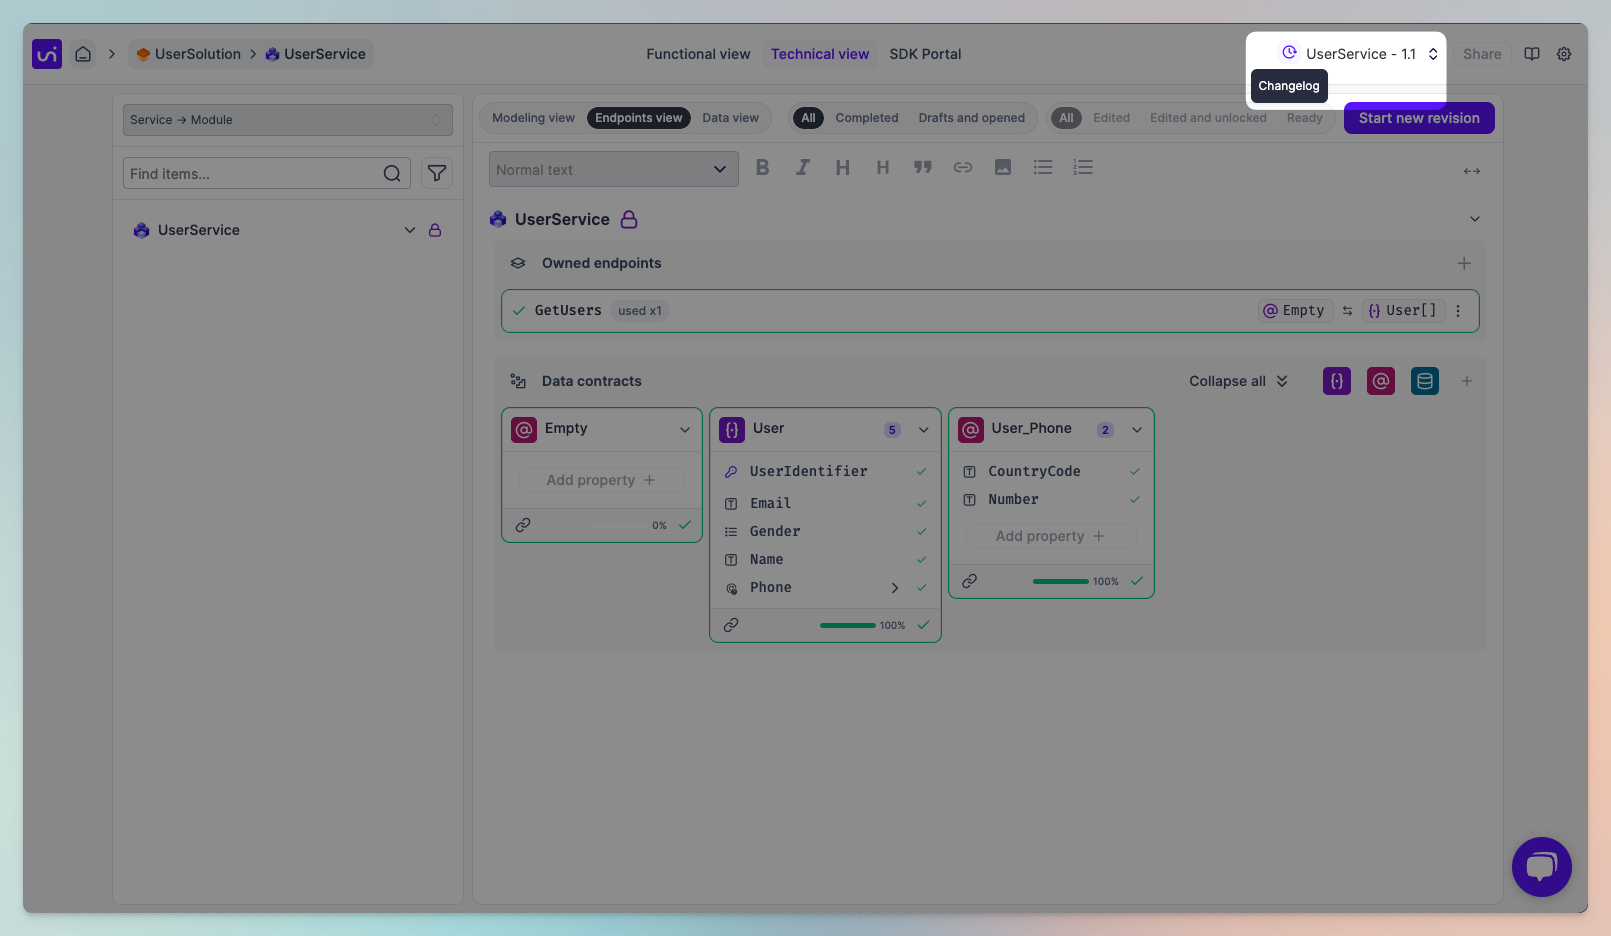 UserSolution > UserService
Functional view Technical view SDK Portal
UserService - 1.1 Share
Changelog
Service → Module
Modeling view Endpoints view Data view All Completed Drafts and opened All Edited Edited and unlocked Ready Start new revision
Find items...
Normal text B I H H
UserService
UserService
Owned endpoints
GetUsers used x1 @ Empty {·} User[]
Data contracts Collapse all
Empty
Add property +
0%
User 5
UserIdentifier
Email
Gender
Name
Phone
100%
User_Phone 2
CountryCode
Number
Add property +
100%